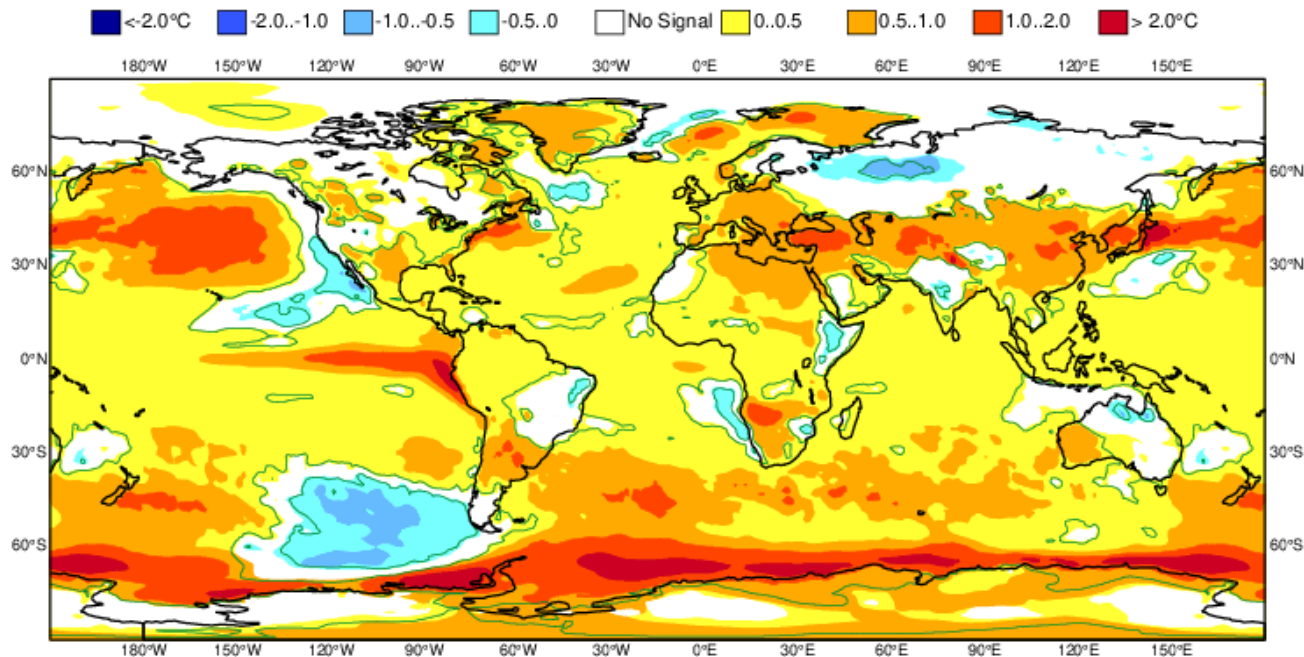 <-2.0°C -2.0..-1.0 -1.0..-0.5 -0.5..0 No Signal 0..0.5 0.5..1.0 1.0..2.0 > 2.0°C
180°W 150°W 120°W 90°W 60°W 30°W 0°E 30°E 60°E 90°E 120°E 150°E
60°N 60°N
30°N 30°N
0°N 0°N
30°S 30°S
60°S 60°S
180°W 150°W 120°W 90°W 60°W 30°W 0°E 30°E 60°E 90°E 120°E 150°E